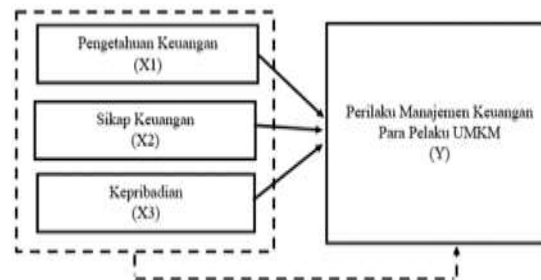 Pengetahuan Keuangan
(X1)
Sikap Keuangan
(X2)
Kepribadian
(X3)
Perilaku Manajemen Keuangan
Para Pelaku UMKM
(Y)